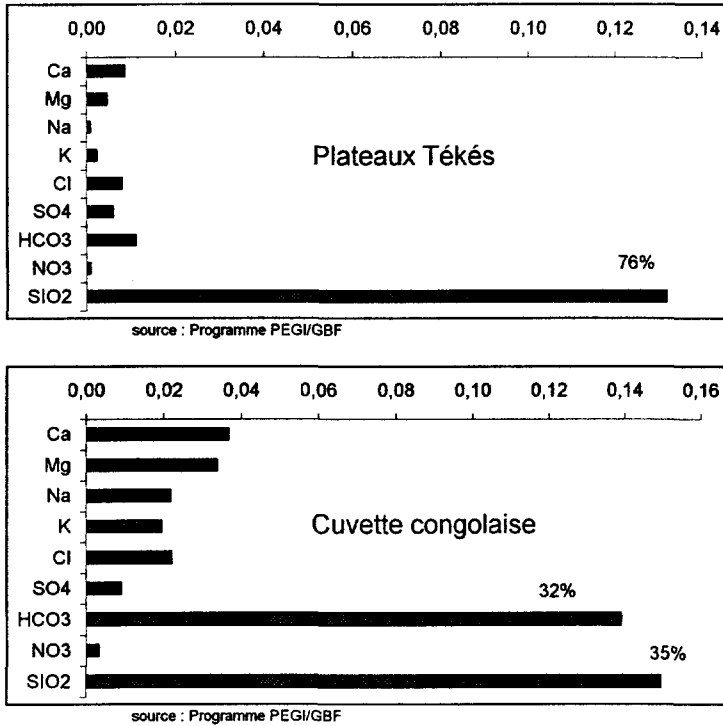 0,00 0,02 0,04 0,06 0,08 0,10 0,12 0,14
Ca
Mg
Na
K
Cl
SO4
HCO3
NO3
SIO2
Plateaux Tékés
76%
source : Programme PEGI/GBF
0,00 0,02 0,04 0,06 0,08 0,10 0,12 0,14 0,16
Ca
Mg
Na
K
Cl
SO4
HCO3
NO3
SIO2
Cuvette congolaise
32%
35%
source : Programme PEGI/GBF